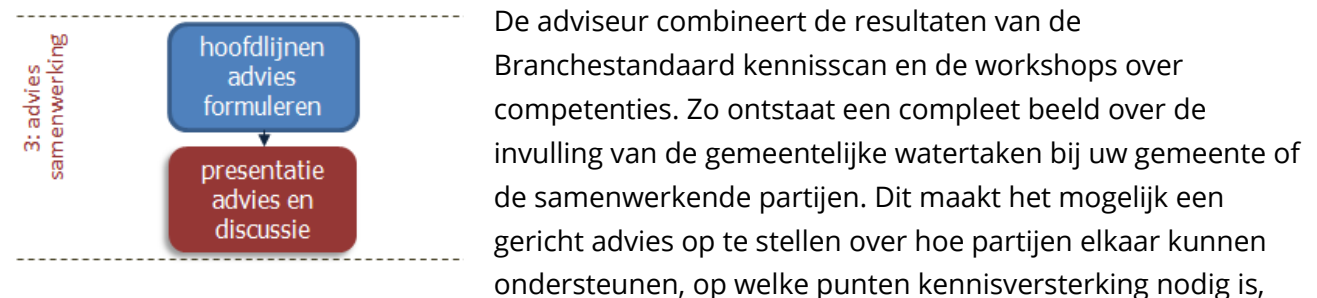 3: advies
samenwerking
hoofdlijnen
advies
formuleren
presentatie
advies en
discussie
De adviseur combineert de resultaten van de
Branchestandaard kennisscan en de workshops over
competenties. Zo ontstaat een compleet beeld over de
invulling van de gemeentelijke watertaken bij uw gemeente of
de samenwerkende partijen. Dit maakt het mogelijk een
gericht advies op te stellen over hoe partijen elkaar kunnen
ondersteunen, op welke punten kennisversterking nodig is,